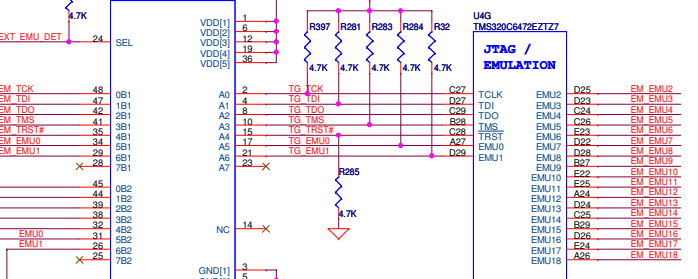 4.7K
EXT_EMU_DET 24 SEL
VDD[1] 1
VDD[2] 6
VDD[3] 12
VDD[4] 19
VDD[5] 36
R397 R281 R283 R284 R32
4.7K 4.7K 4.7K 4.7K 4.7K
U4G
TMS320C6472EZTZ7
JTAG /
EMULATION
EM_TCK 48 0B1 A0 2 TG_TCK C27 TCLK
EM_TDI 47 1B1 A1 4 TG_TDI D27 TDI
EM_TDO 42 2B1 A2 8 TG_TDO C29 TDO
EM_TMS 41 3B1 A3 10 TG_TMS B28 TMS
EM_TRST# 35 4B1 A4 15 TG_TRST# C28 TRST
EM_EMU0 34 5B1 A5 17 TG_EMU0 A27 EMU0
EM_EMU1 29 6B1 A6 21 TG_EMU1 D29 EMU1
28 7B1 A7 23
EMU2 D25 EM_EMU2
EMU3 D23 EM_EMU3
EMU4 C24 EM_EMU4
EMU5 C26 EM_EMU5
EMU6 E23 EM_EMU6
EMU7 D22 EM_EMU7
EMU8 D28 EM_EMU8
EMU9 B27 EM_EMU9
EMU10 E22 EM_EMU10
EMU11 E25 EM_EMU11
EMU12 A24 EM_EMU12
EMU13 D24 EM_EMU13
EMU14 C25 EM_EMU14
EMU15 B29 EM_EMU15
EMU16 D26 EM_EMU16
EMU17 E24 EM_EMU17
EMU18 A26 EM_EMU18
R285
4.7K
45 0B2
44 1B2
39 2B2
38 3B2
32 4B2
EMU0 31 5B2
EMU1 26 6B2
25 7B2
NC 14
GND[1] 3
5